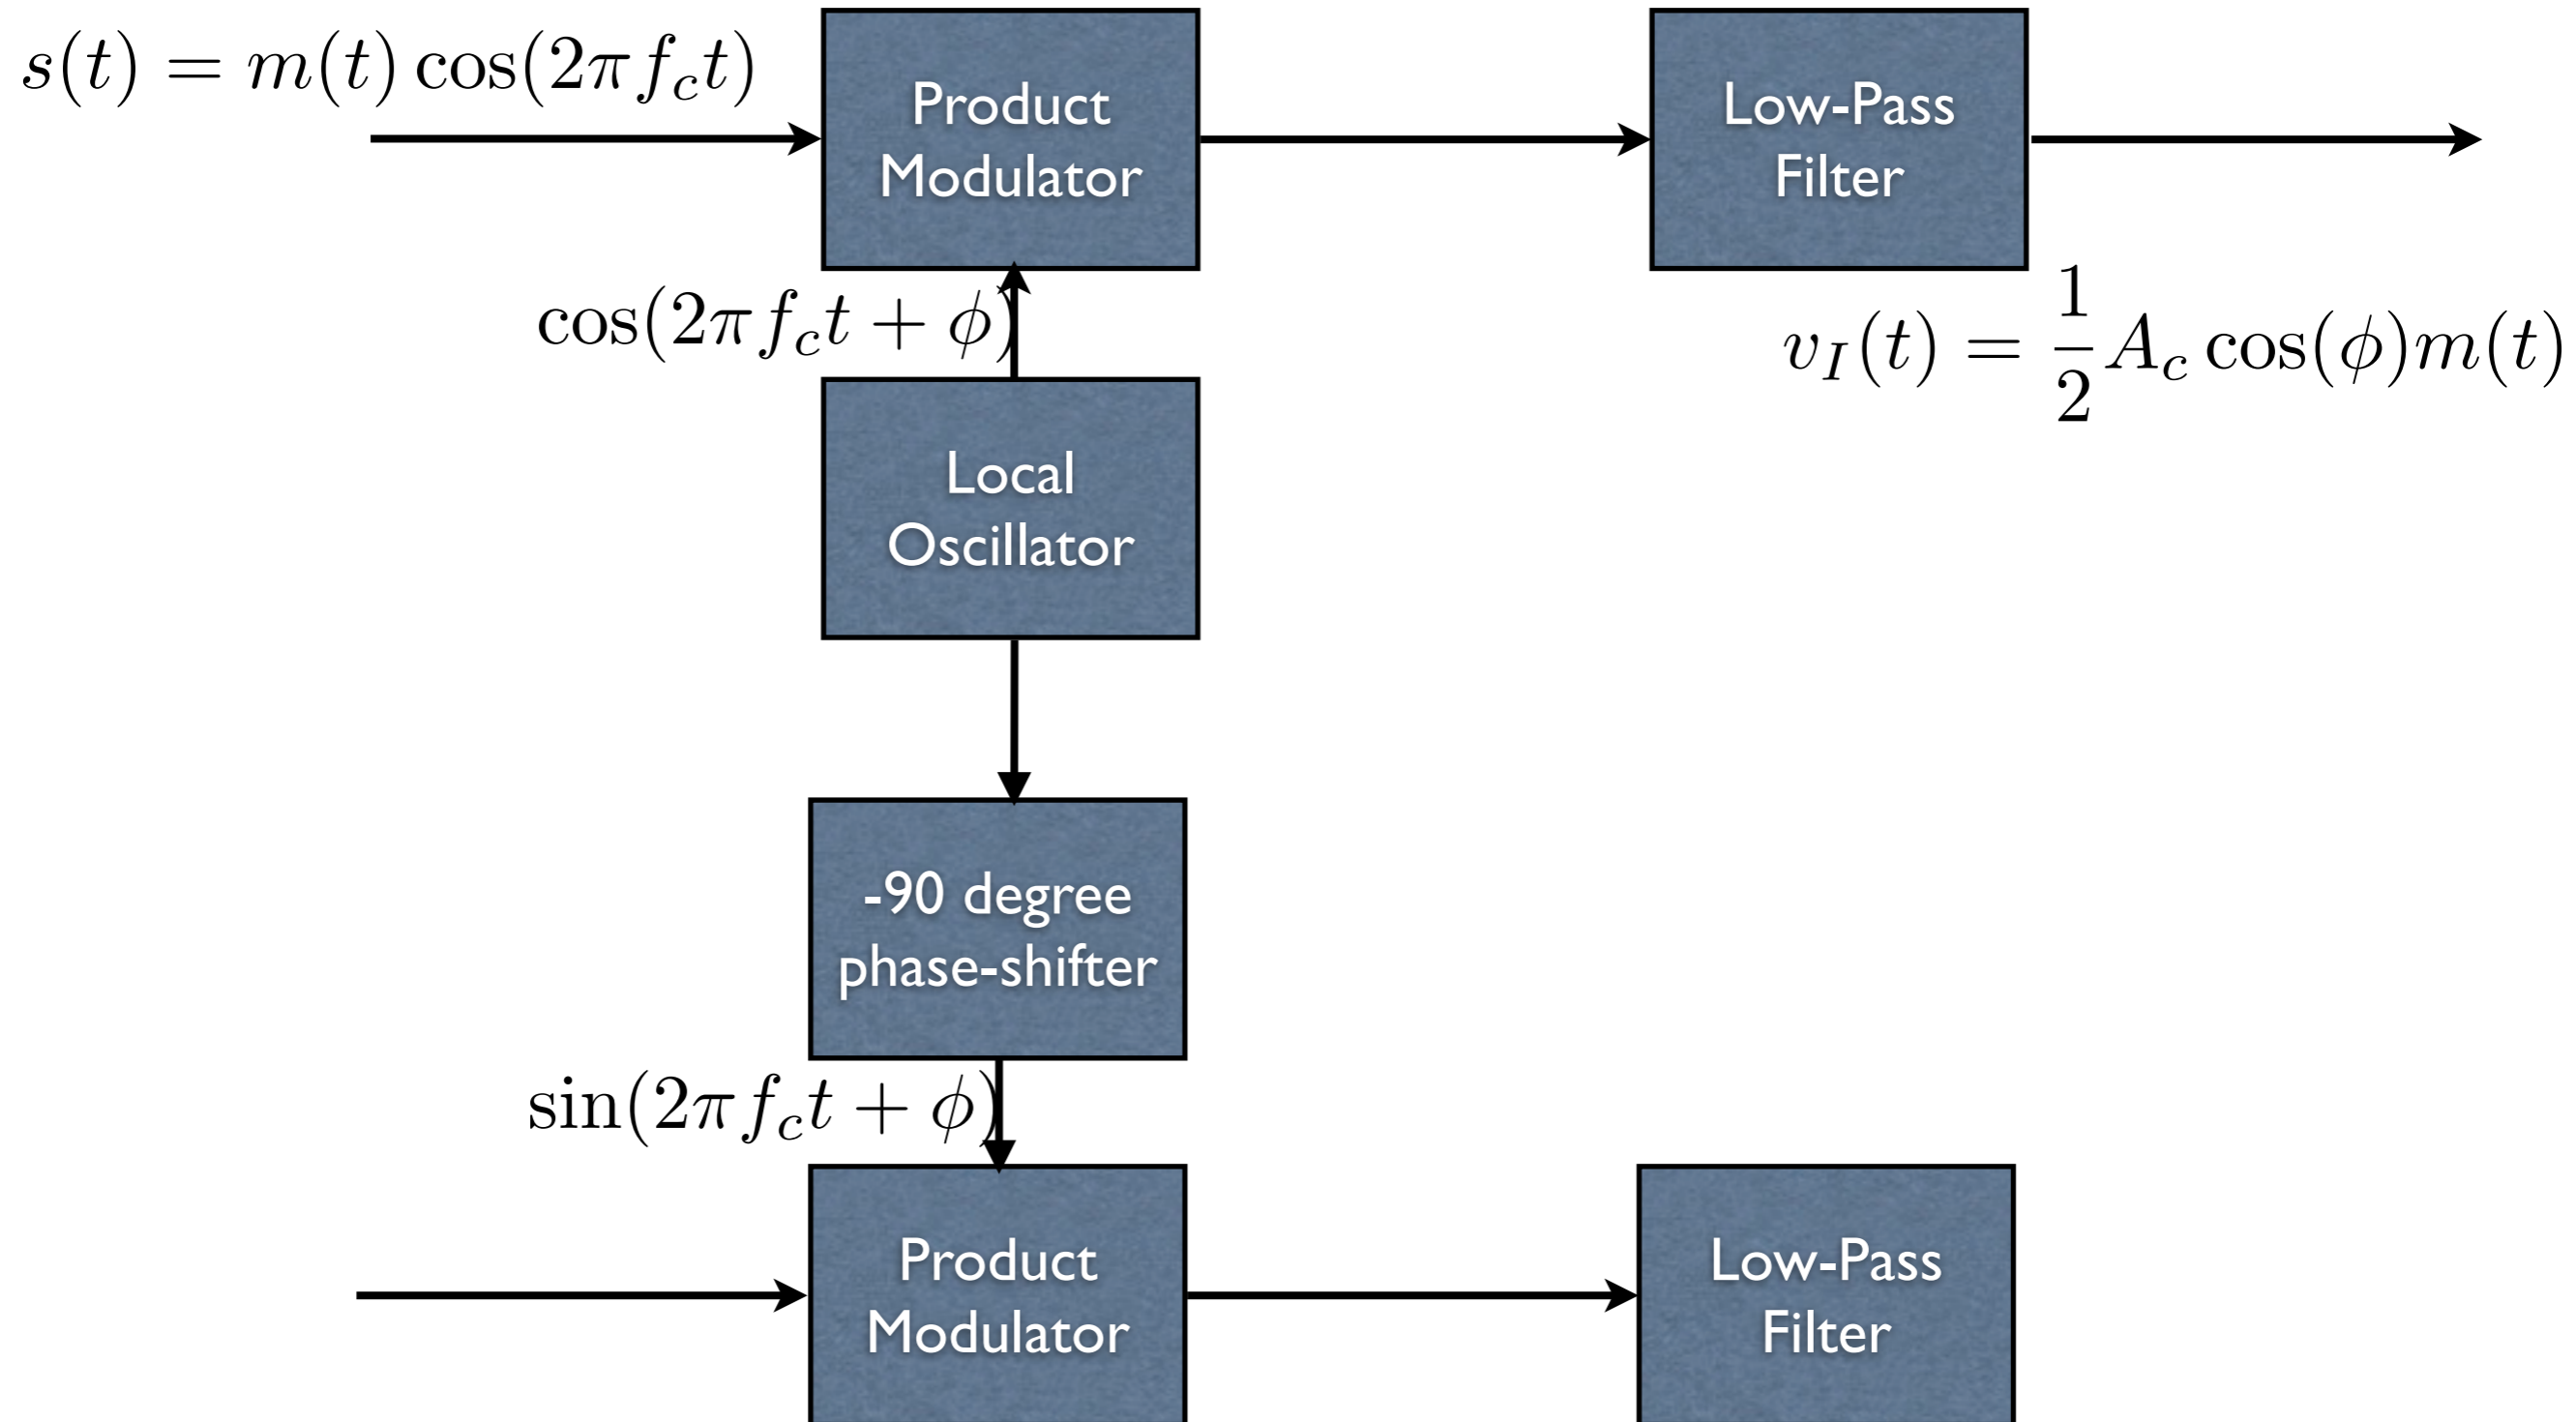 s(t) = m(t) cos(2πf_c t)
Product
Modulator
Low-Pass
Filter
cos(2πf_c t + ϕ)
v_I(t) = \frac{1}{2} A_c cos(ϕ)m(t)
Local
Oscillator
-90 degree
phase-shifter
sin(2πf_c t + ϕ)
Product
Modulator
Low-Pass
Filter